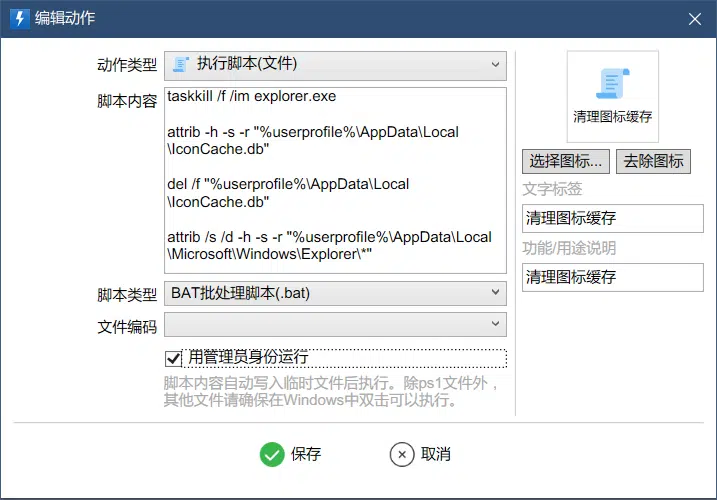 编辑动作
动作类型
执行脚本(文件)
脚本内容
taskkill /f /im explorer.exe
attrib -h -s -r "%userprofile%\AppData\Local
\IconCache.db"
del /f "%userprofile%\AppData\Local
\IconCache.db"
attrib /s /d -h -s -r "%userprofile%\AppData\Local
\Microsoft\Windows\Explorer\*"
脚本类型
BAT批处理脚本(.bat)
文件编码
用管理员身份运行
脚本内容自动写入临时文件后执行。除ps1文件外，
其他文件请确保在Windows中双击可以执行。
清理图标缓存
选择图标...
去除图标
文字标签
清理图标缓存
功能/用途说明
清理图标缓存
保存
取消